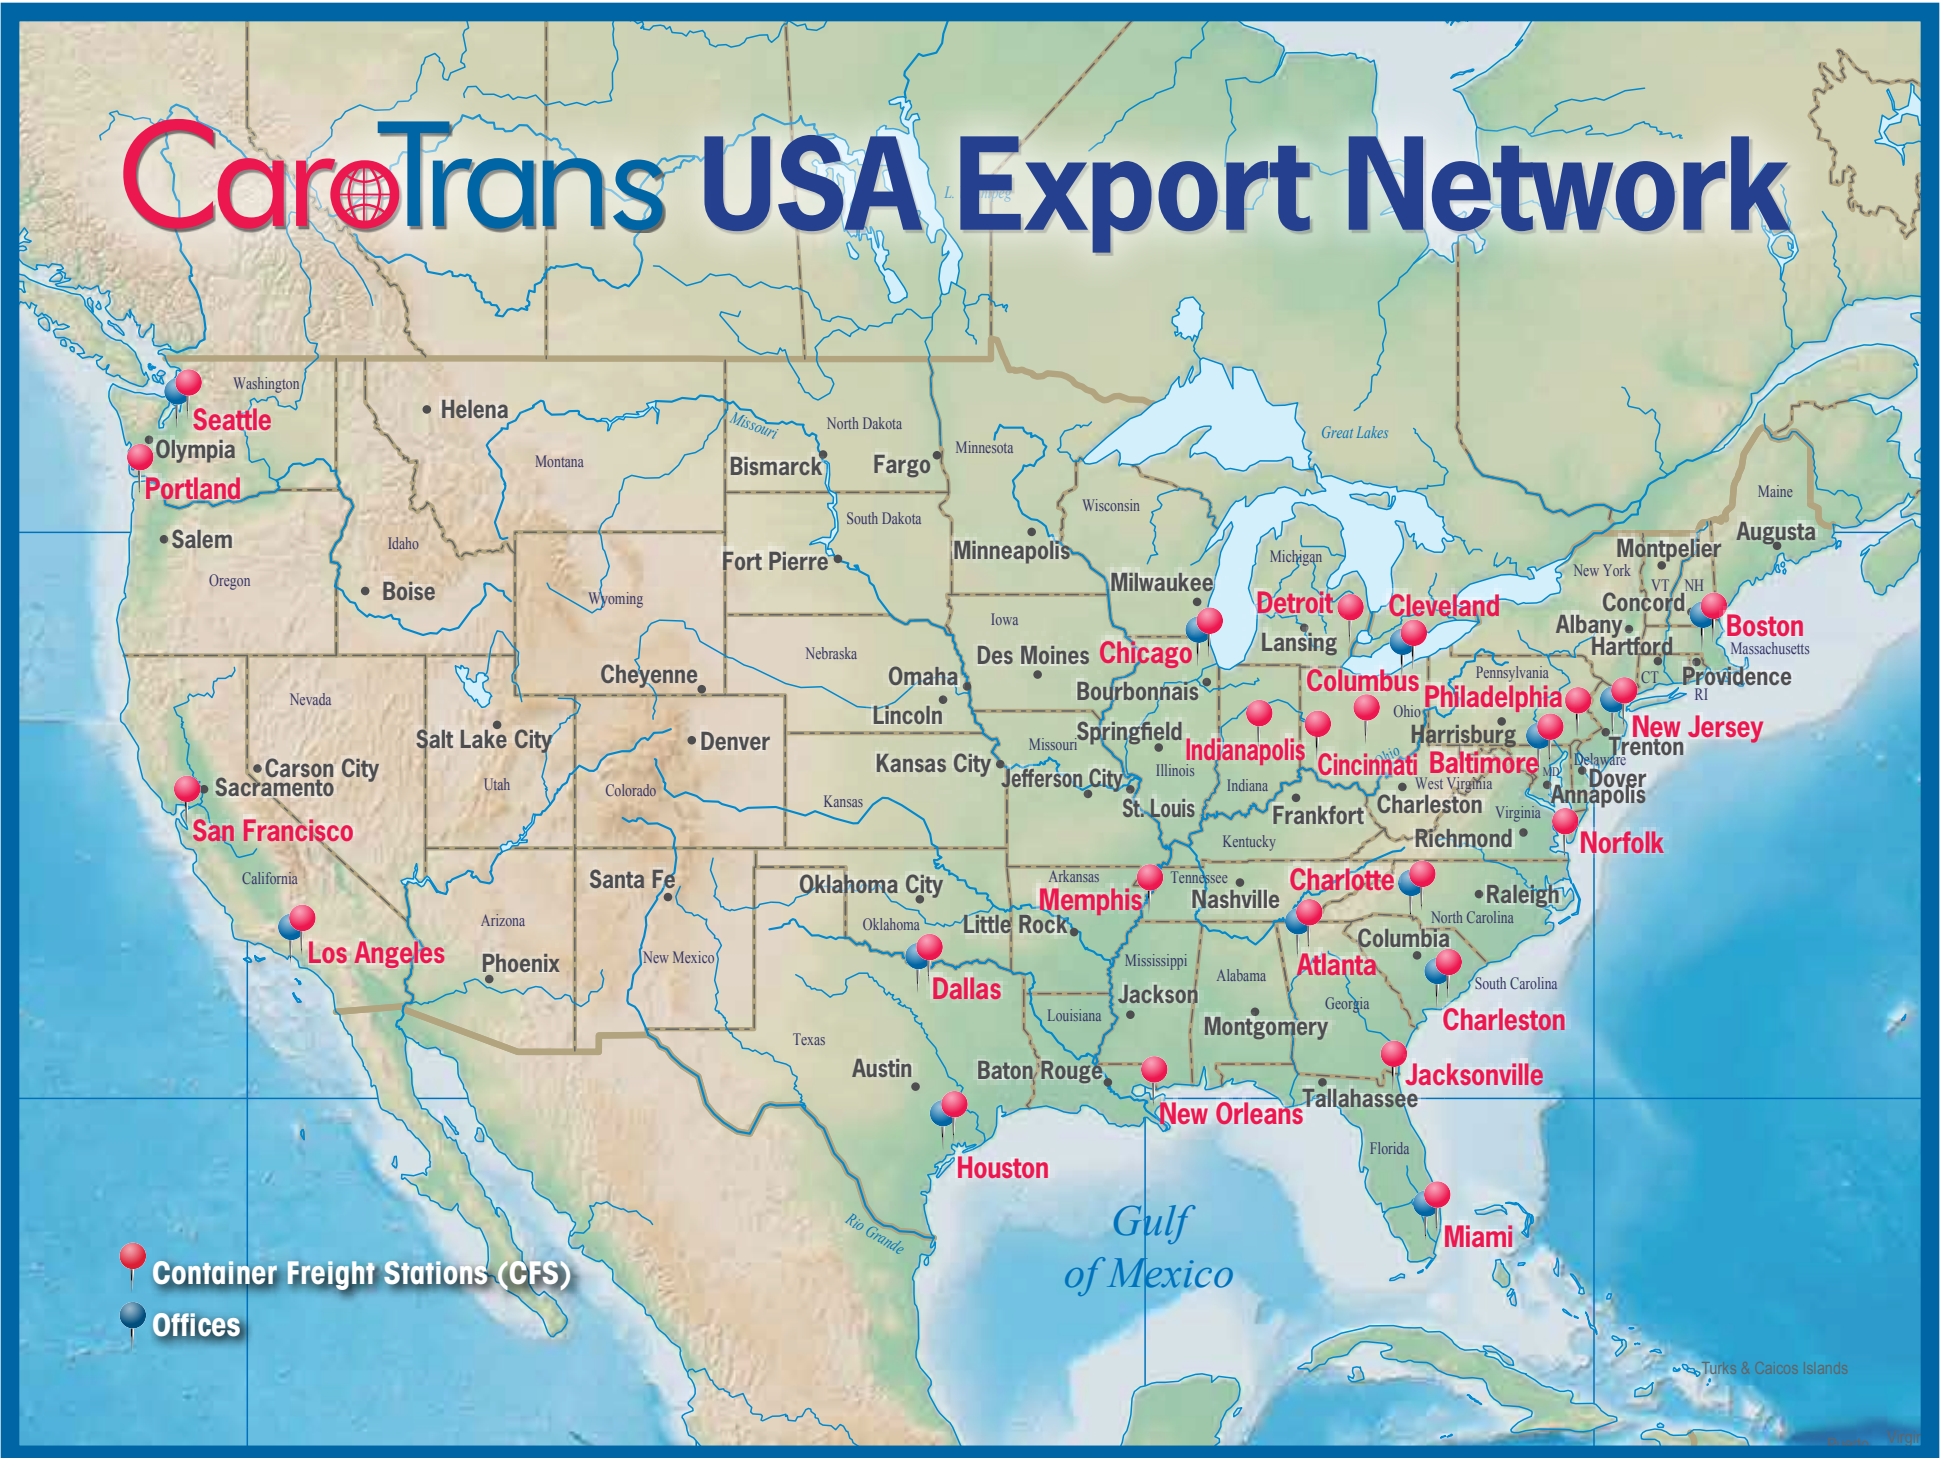 CaroTrans USA Export Network
L.
Washington
Seattle
Olympia
Portland
Salem
Oregon
Helena
Montana
Idaho
Boise
Missouri
North Dakota
Bismarck
Fargo
Minnesota
South Dakota
Fort Pierre
Minneapolis
Wisconsin
Great Lakes
Michigan
Milwaukee
Detroit
Cleveland
Lansing
Chicago
Maine
Augusta
Montpelier
New York
VT
NH
Concord
Albany
Boston
Hartford
Massachusetts
Providence
CT
RI
Wyoming
Cheyenne
Nebraska
Iowa
Des Moines
Omaha
Lincoln
Bourbonnais
Columbus
Pennsylvania
Philadelphia
Ohio
New Jersey
Harrisburg
Trenton
Nevada
Salt Lake City
Utah
Denver
Colorado
Carson City
Sacramento
San Francisco
California
Kansas City
Kansas
Missouri
Springfield
Jefferson City
St. Louis
Illinois
Indianapolis
Indiana
Cincinnati
Ohio
Baltimore
Delaware
MD
Dover
Annapolis
West Virginia
Charleston
Frankfort
Virginia
Richmond
Norfolk
Kentucky
Santa Fe
Oklahoma City
Oklahoma
Arkansas
Memphis
Tennessee
Nashville
Charlotte
Raleigh
North Carolina
Little Rock
Los Angeles
Arizona
Phoenix
New Mexico
Dallas
Mississippi
Alabama
Atlanta
Columbia
South Carolina
Charleston
Georgia
Jackson
Montgomery
Louisiana
Texas
Austin
Baton Rouge
Jacksonville
Tallahassee
New Orleans
Houston
Florida
Miami
Rio Grande
Gulf
of Mexico
Container Freight Stations (CFS)
Offices
Turks & Caicos Islands